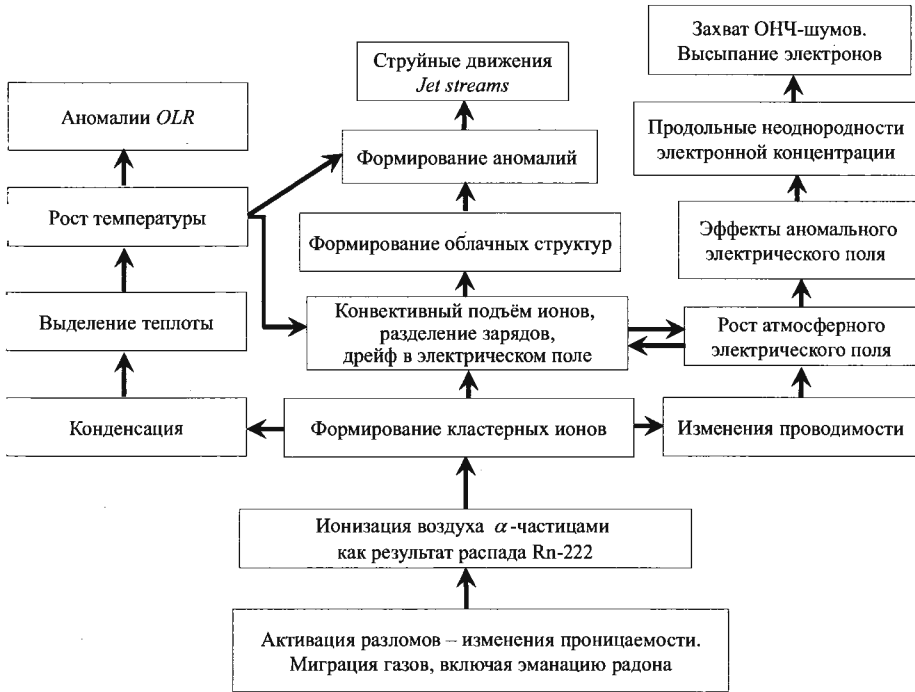 Захват ОНЧ-шумов.
Высыпание электронов
Струйные движения
Jet streams
Аномалии OLR
Продольные неоднородности
электронной концентрации
Формирование аномалий
Рост температуры
Формирование облачных структур
Эффекты аномального
электрического поля
Выделение теплоты
Конвективный подъём ионов,
разделение зарядов,
дрейф в электрическом поле
Рост атмосферного
электрического поля
Конденсация
Формирование кластерных ионов
Изменения проводимости
Ионизация воздуха α-частицами
как результат распада Rn-222
Активация разломов – изменения проницаемости.
Миграция газов, включая эманацию радона